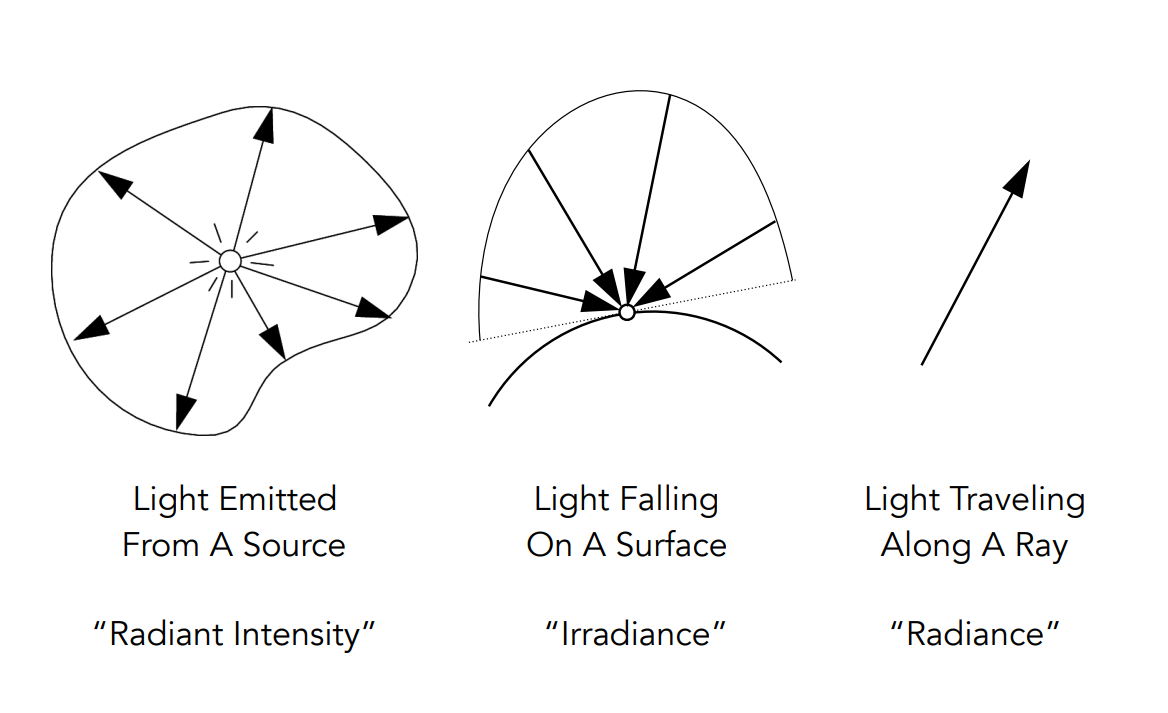 Light Emitted
From A Source
“Radiant Intensity”
Light Falling
On A Surface
“Irradiance”
Light Traveling
Along A Ray
“Radiance”